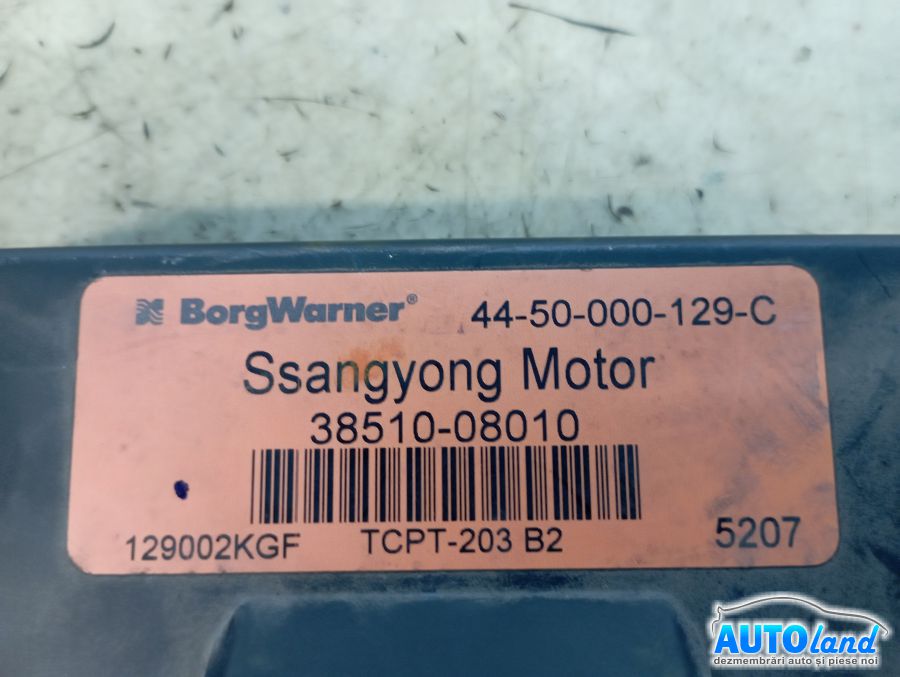 BorgWarner® 44-50-000-129-C
Ssangyong Motor
38510-08010
129002KGF TCPT-203 B2 5207
AUTOland
dezmembrări auto și piese noi